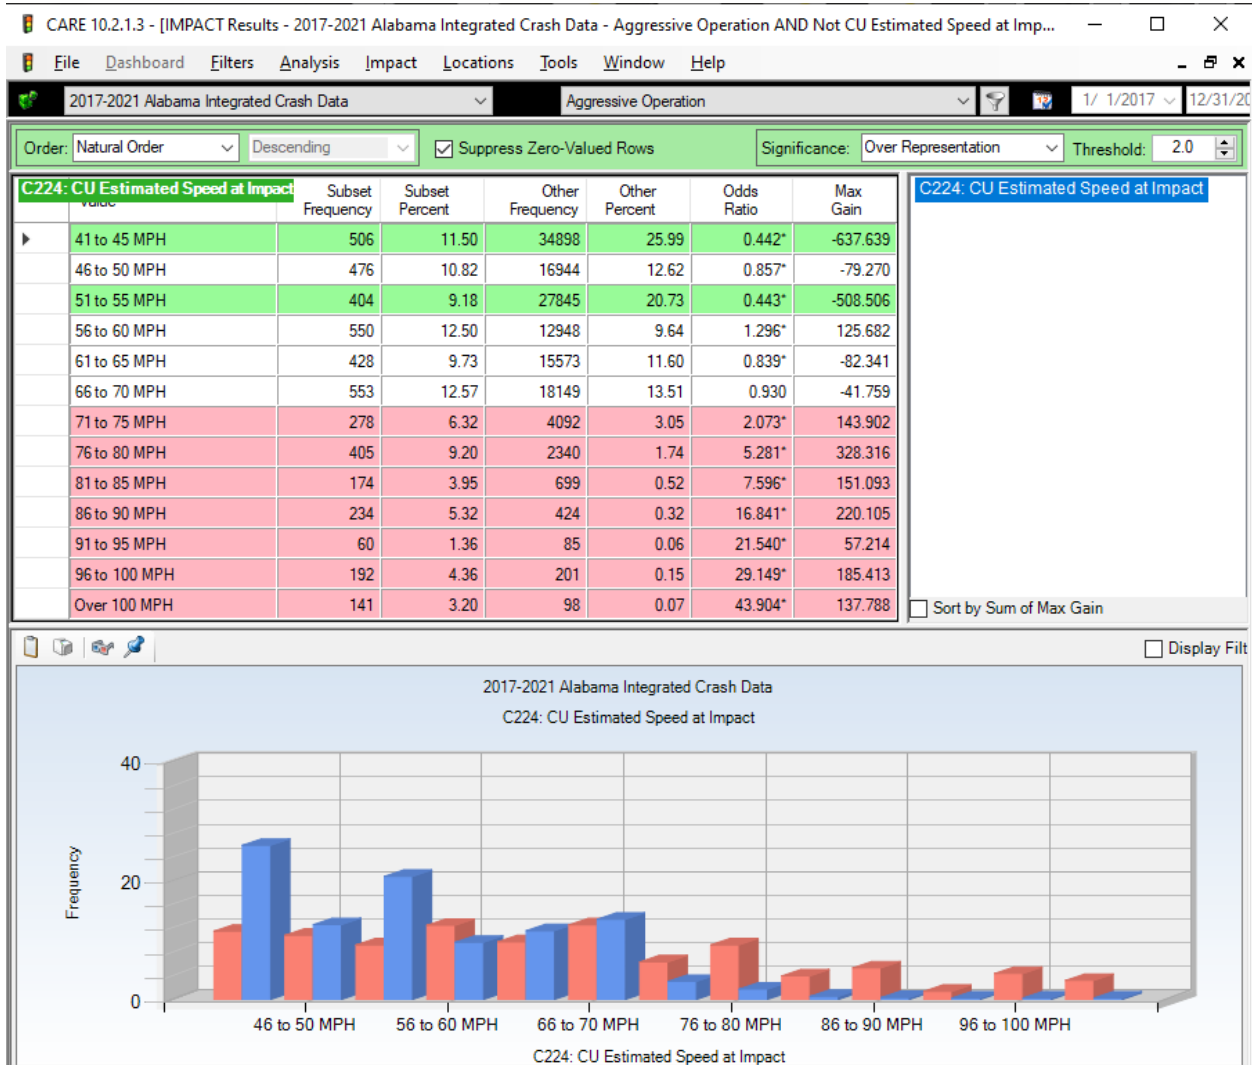 CARE 10.2.1.3 - [IMPACT Results - 2017-2021 Alabama Integrated Crash Data - Aggressive Operation AND Not CU Estimated Speed at Imp...
File Dashboard Filters Analysis Impact Locations Tools Window Help
2017-2021 Alabama Integrated Crash Data Aggressive Operation 1/ 1/2017 12/31/20
Order: Natural Order Descending Suppress Zero-Valued Rows Significance: Over Representation Threshold: 2.0
C224: CU Estimated Speed at Impact Subset Frequency Subset Percent Other Frequency Other Percent Odds Ratio Max Gain
41 to 45 MPH 506 11.50 34898 25.99 0.442* -637.639
46 to 50 MPH 476 10.82 16944 12.62 0.857* -79.270
51 to 55 MPH 404 9.18 27845 20.73 0.443* -508.506
56 to 60 MPH 550 12.50 12948 9.64 1.296* 125.682
61 to 65 MPH 428 9.73 15573 11.60 0.839* -82.341
66 to 70 MPH 553 12.57 18149 13.51 0.930 -41.759
71 to 75 MPH 278 6.32 4092 3.05 2.073* 143.902
76 to 80 MPH 405 9.20 2340 1.74 5.281* 328.316
81 to 85 MPH 174 3.95 699 0.52 7.596* 151.093
86 to 90 MPH 234 5.32 424 0.32 16.841* 220.105
91 to 95 MPH 60 1.36 85 0.06 21.540* 57.214
96 to 100 MPH 192 4.36 201 0.15 29.149* 185.413
Over 100 MPH 141 3.20 98 0.07 43.904* 137.788
C224: CU Estimated Speed at Impact
Sort by Sum of Max Gain
Display Filt
2017-2021 Alabama Integrated Crash Data
C224: CU Estimated Speed at Impact
Frequency
40
20
0
46 to 50 MPH 56 to 60 MPH 66 to 70 MPH 76 to 80 MPH 86 to 90 MPH 96 to 100 MPH
C224: CU Estimated Speed at Impact